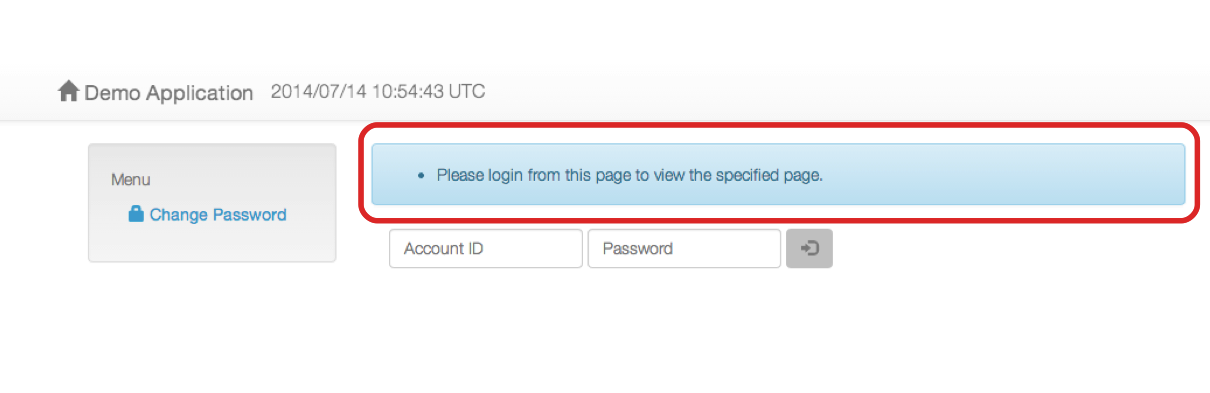 Demo Application 2014/07/14 10:54:43 UTC
Menu
Change Password
• Please login from this page to view the specified page.
Account ID Password